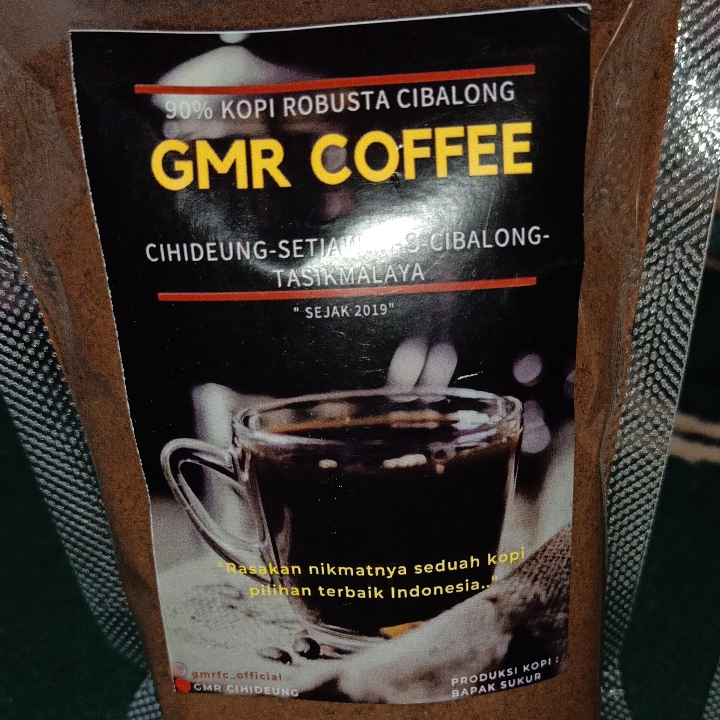 90% KOPI ROBUSTA CIBALONG
GMR COFFEE
CIHIDEUNG-CIBALONG-
TASIKMALAYA
" SEJAK 2019"
"Rasakan nikmatnya seduah kopi
pilihan terbaik Indonesia.."
gmrfc_official
GMR CIHIDEUNG
PRODUKSI KOPI :
BAPAK SUKUR